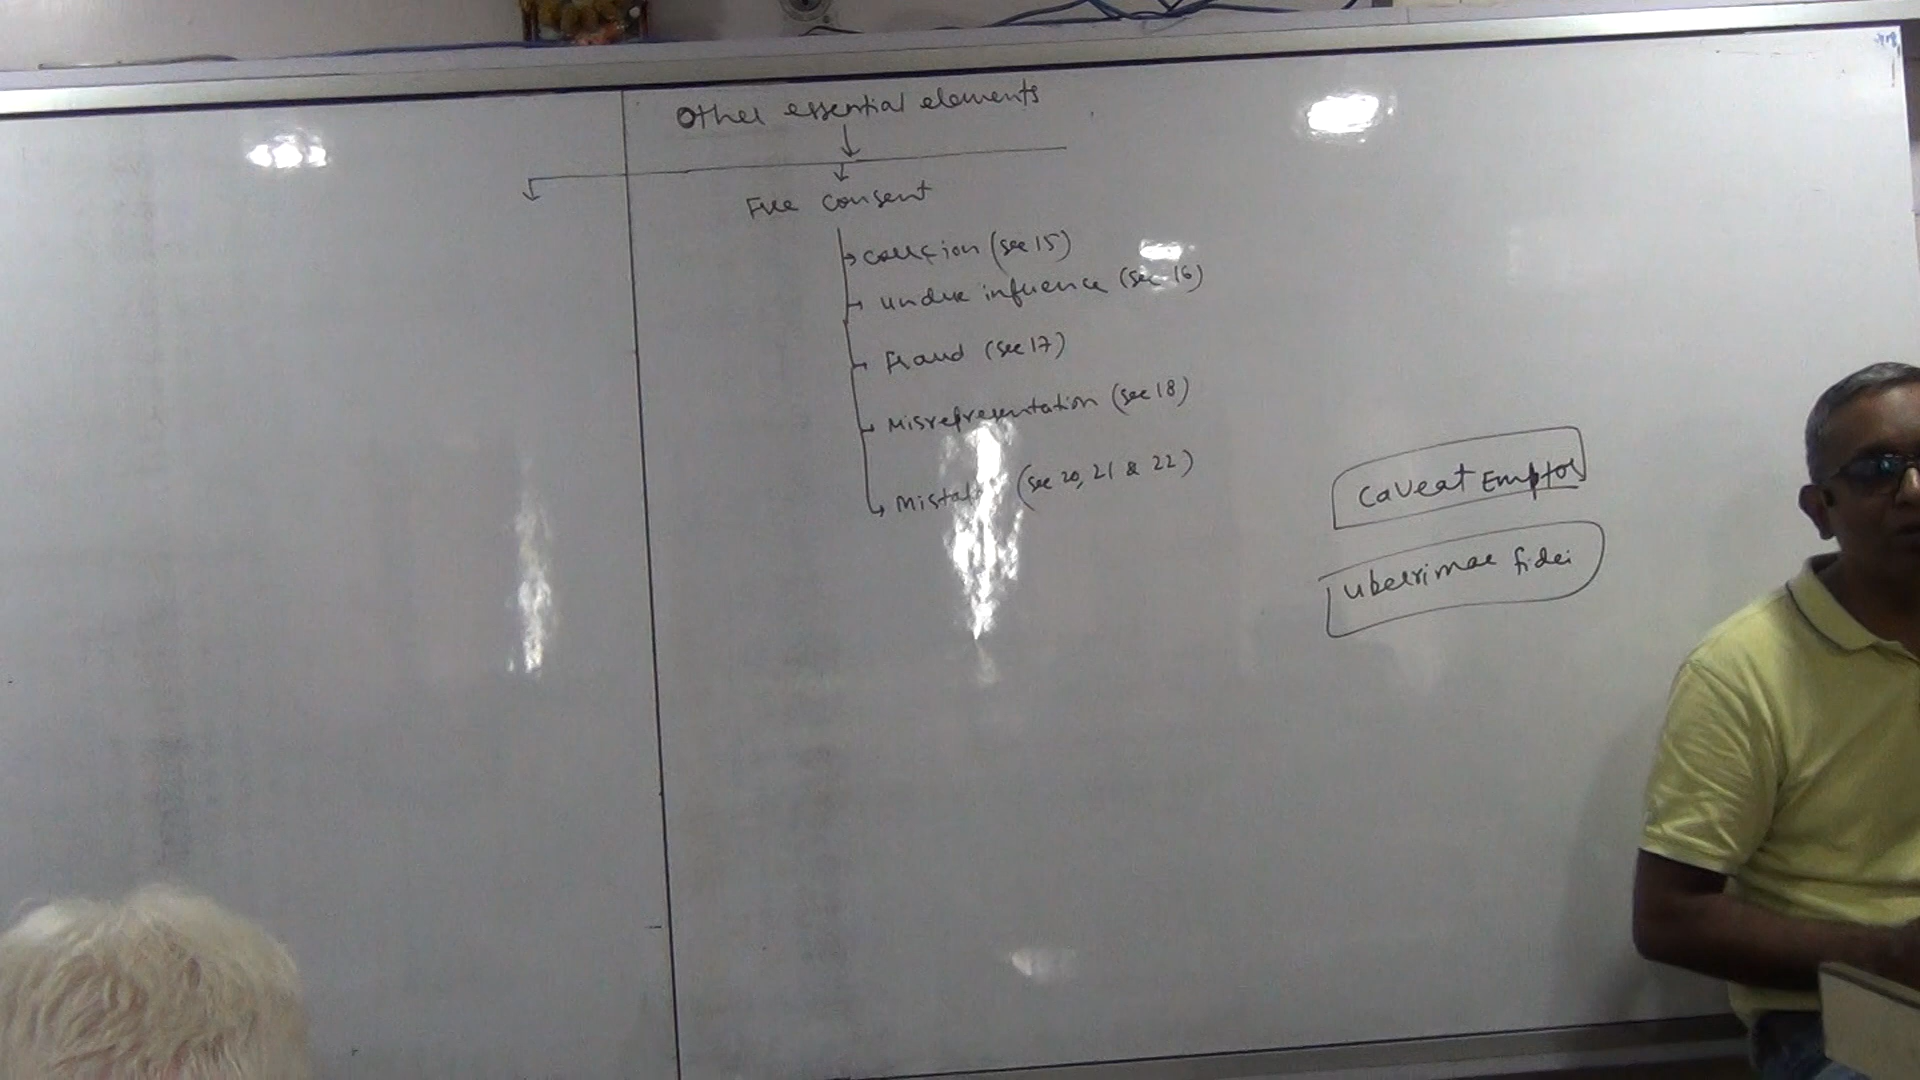 Other essential elements
Free consent
coercion (sec 15)
undue influence (sec 16)
Fraud (sec 17)
Misrepresentation (sec 18)
(sec 20, 21 & 22)
Caveat Emptor
uberrimae fidei